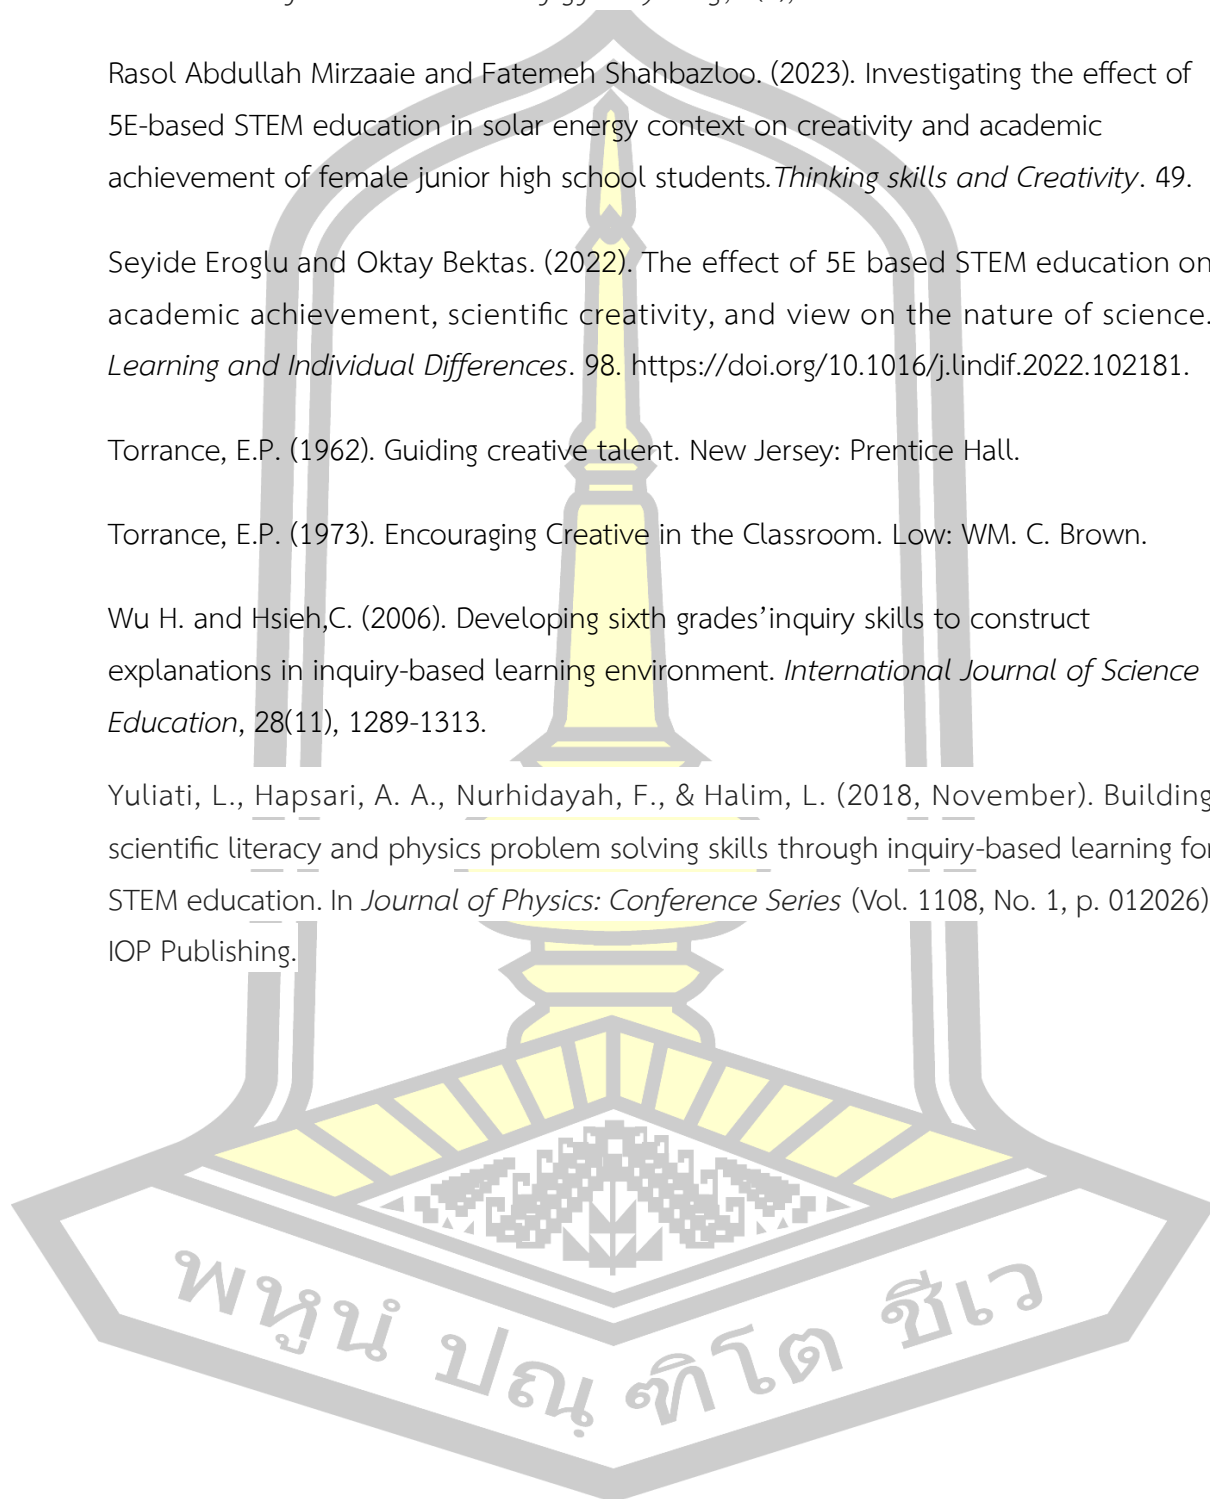 Rasol Abdullah Mirzaaie and Fatemeh Shahbazloo. (2023). Investigating the effect of
5E-based STEM education in solar energy context on creativity and academic
achievement of female junior high school students.Thinking skills and Creativity. 49.
Seyide Eroglu and Oktay Bektas. (2022). The effect of 5E based STEM education on
academic achievement, scientific creativity, and view on the nature of science.
Learning and Individual Differences. 98. https://doi.org/10.1016/j.lindif.2022.102181.
Torrance, E.P. (1962). Guiding creative talent. New Jersey: Prentice Hall.
Torrance, E.P. (1973). Encouraging Creative in the Classroom. Low: WM. C. Brown.
Wu H. and Hsieh,C. (2006). Developing sixth grades'inquiry skills to construct
explanations in inquiry-based learning environment. International Journal of Science
Education, 28(11), 1289-1313.
Yuliati, L., Hapsari, A. A., Nurhidayah, F., & Halim, L. (2018, November). Building
scientific literacy and physics problem solving skills through inquiry-based learning for
STEM education. In Journal of Physics: Conference Series (Vol. 1108, No. 1, p. 012026)
IOP Publishing.
พหูนํ ปณฺฑิโต ชีเว